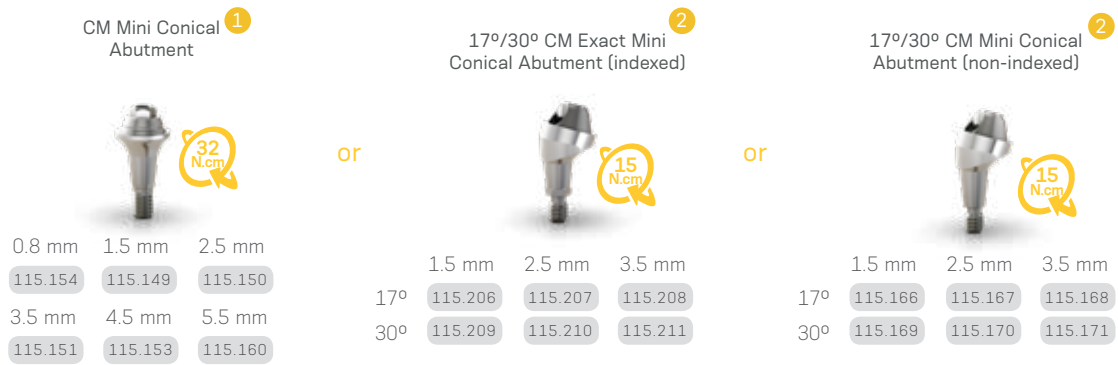 CM Mini Conical 1
Abutment
32
N.cm
0.8 mm 1.5 mm 2.5 mm
115.154 115.149 115.150
3.5 mm 4.5 mm 5.5 mm
115.151 115.153 115.160
or
2
17º/30º CM Exact Mini
Conical Abutment (indexed)
15
N.cm
1.5 mm 2.5 mm 3.5 mm
17º 115.206 115.207 115.208
30º 115.209 115.210 115.211
or
2
17º/30º CM Mini Conical
Abutment (non-indexed)
15
N.cm
1.5 mm 2.5 mm 3.5 mm
17º 115.166 115.167 115.168
30º 115.169 115.170 115.171